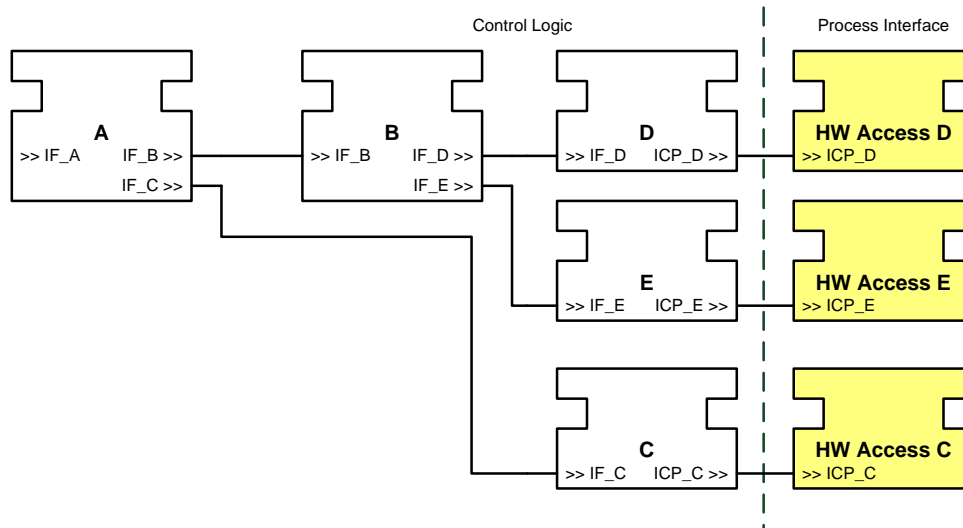 Control Logic
Process Interface
A
>> IF_A
IF_B >>
IF_C >>
B
>> IF_B
IF_D >>
IF_E >>
D
>> IF_D
ICP_D >>
HW Access D
>> ICP_D
E
>> IF_E
ICP_E >>
HW Access E
>> ICP_E
C
>> IF_C
ICP_C >>
HW Access C
>> ICP_C